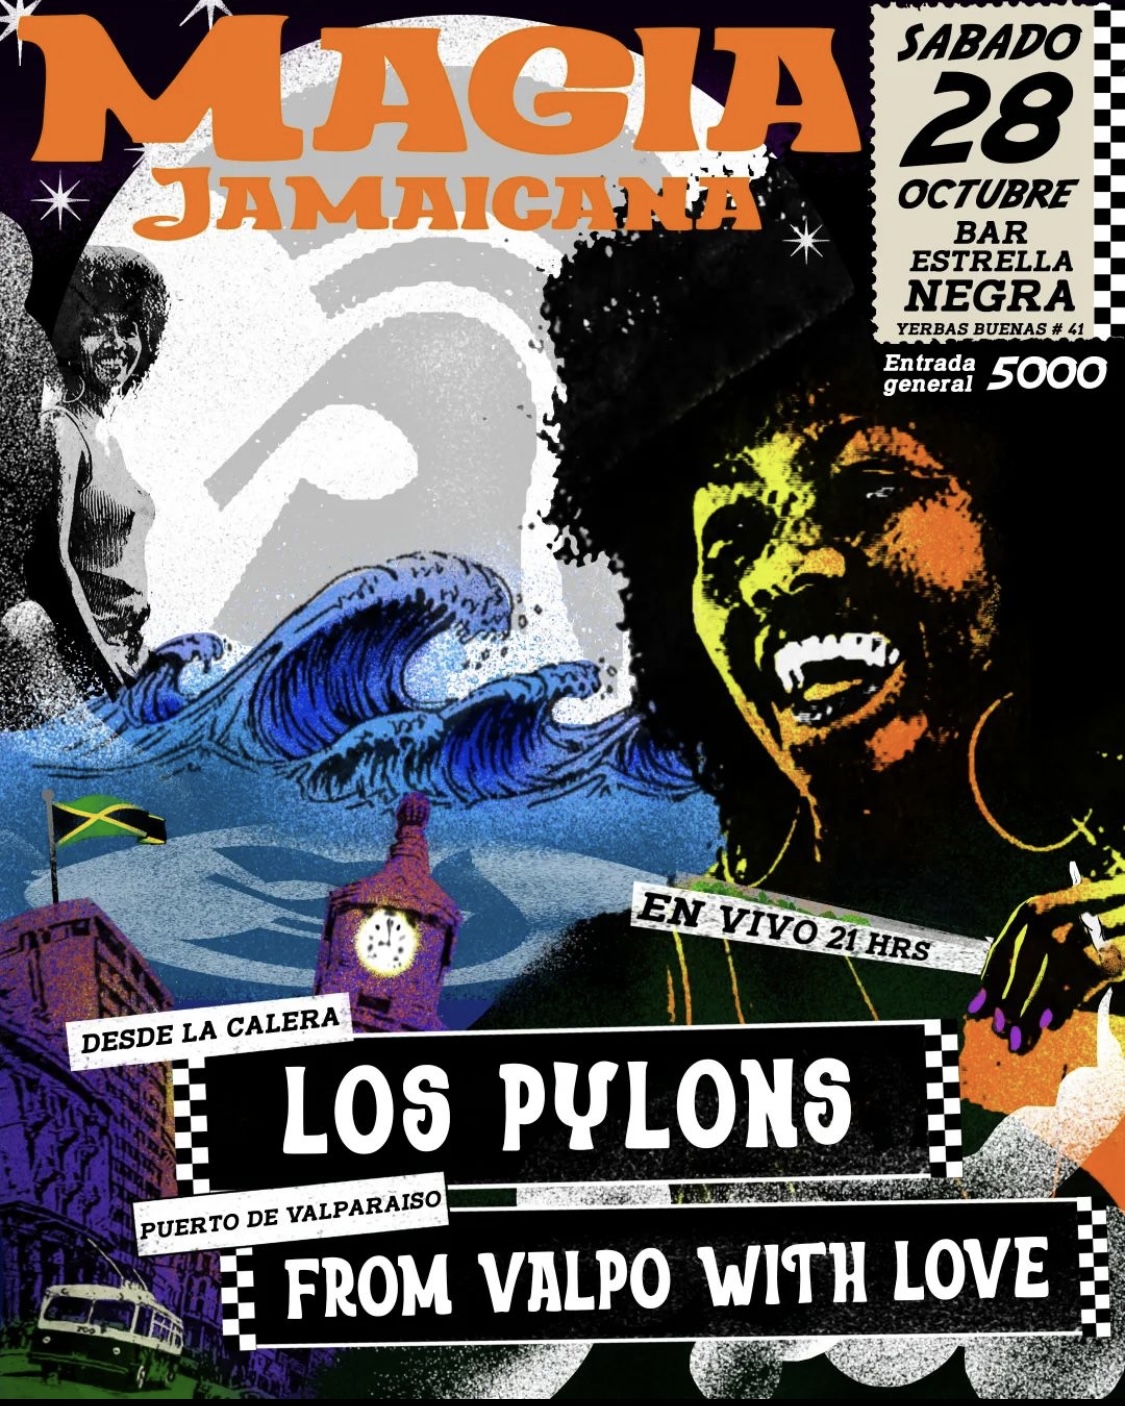 MAGIA
JAMAICANA
SABADO
28
OCTUBRE
BAR
ESTRELLA
NEGRA
YERBAS BUENAS # 41
Entrada
general 5000
EN VIVO 21 HRS
DESDE LA CALERA
LOS PYLONS
PUERTO DE VALPARAISO
FROM VALPO WITH LOVE